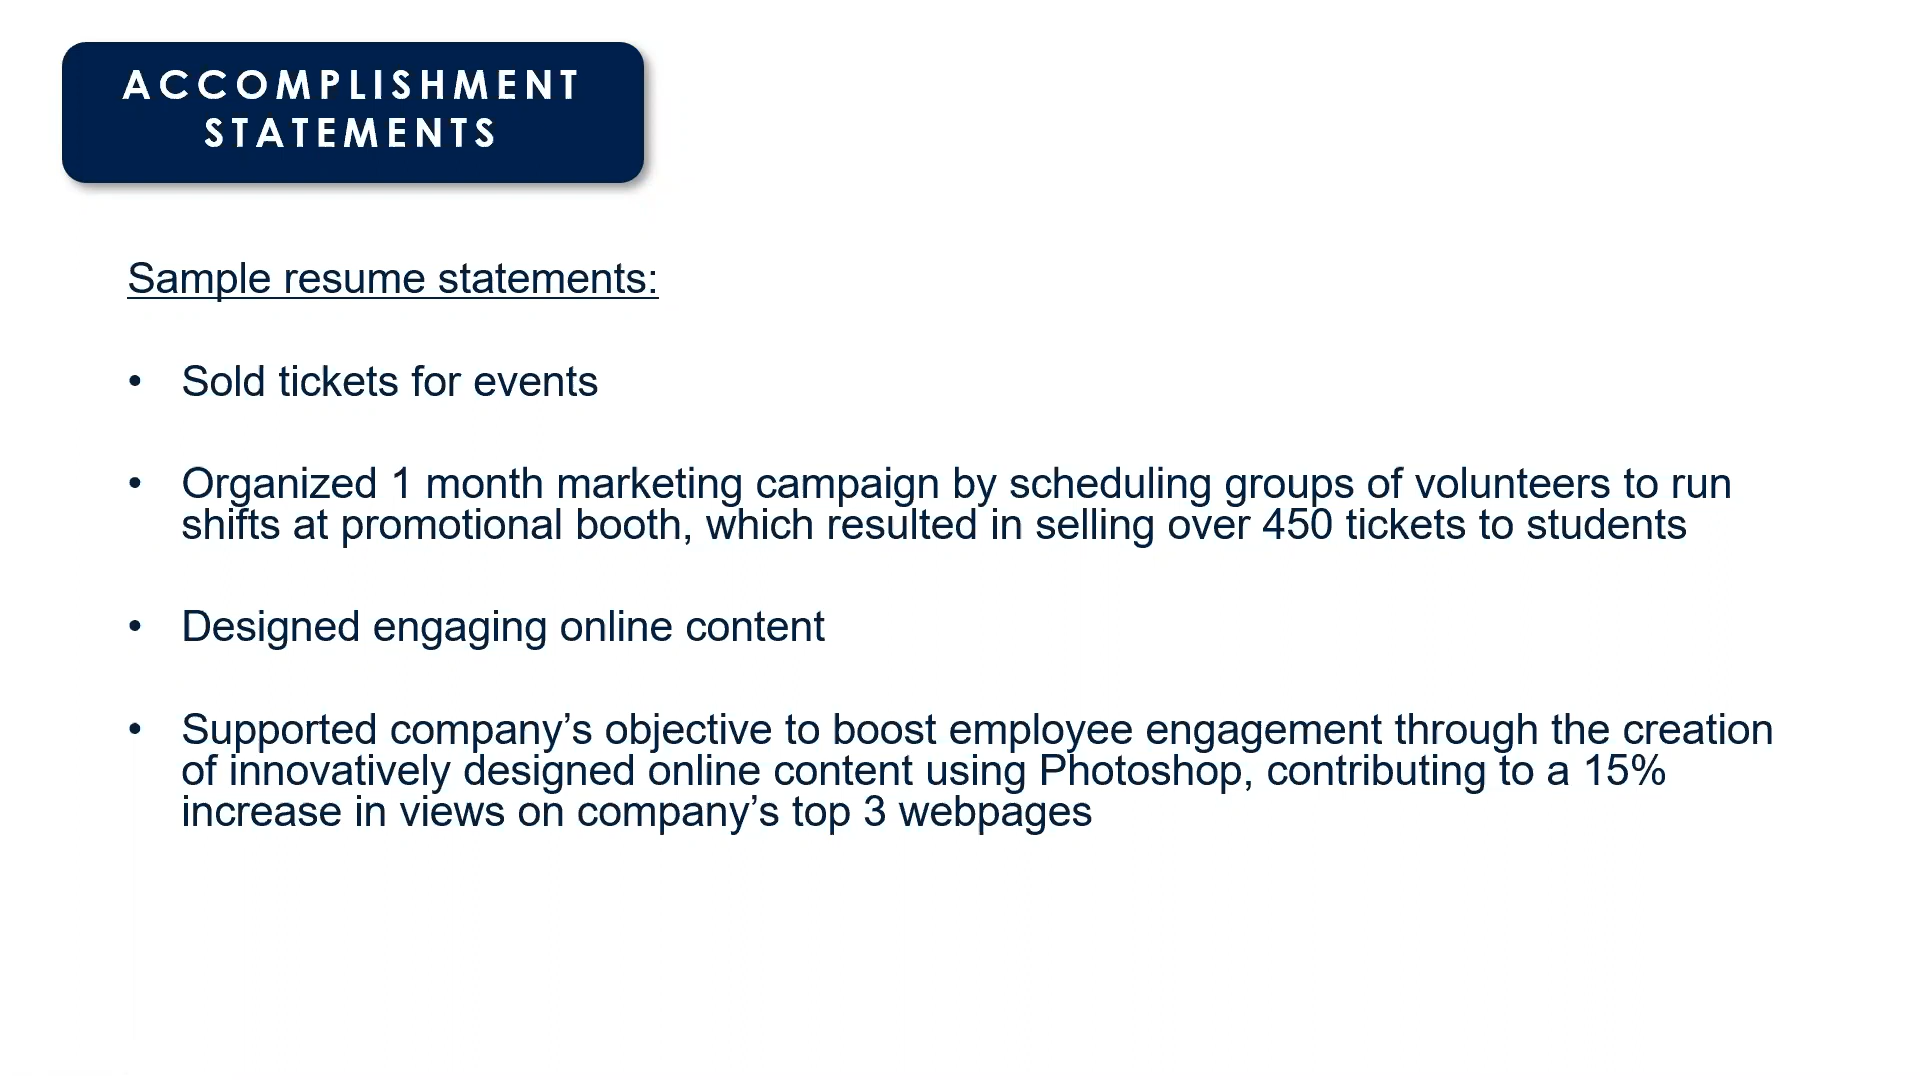 ACCOMPLISHMENT
STATEMENTS
Sample resume statements:
• Sold tickets for events
• Organized 1 month marketing campaign by scheduling groups of volunteers to run
shifts at promotional booth, which resulted in selling over 450 tickets to students
• Designed engaging online content
• Supported company’s objective to boost employee engagement through the creation
of innovatively designed online content using Photoshop, contributing to a 15%
increase in views on company’s top 3 webpages